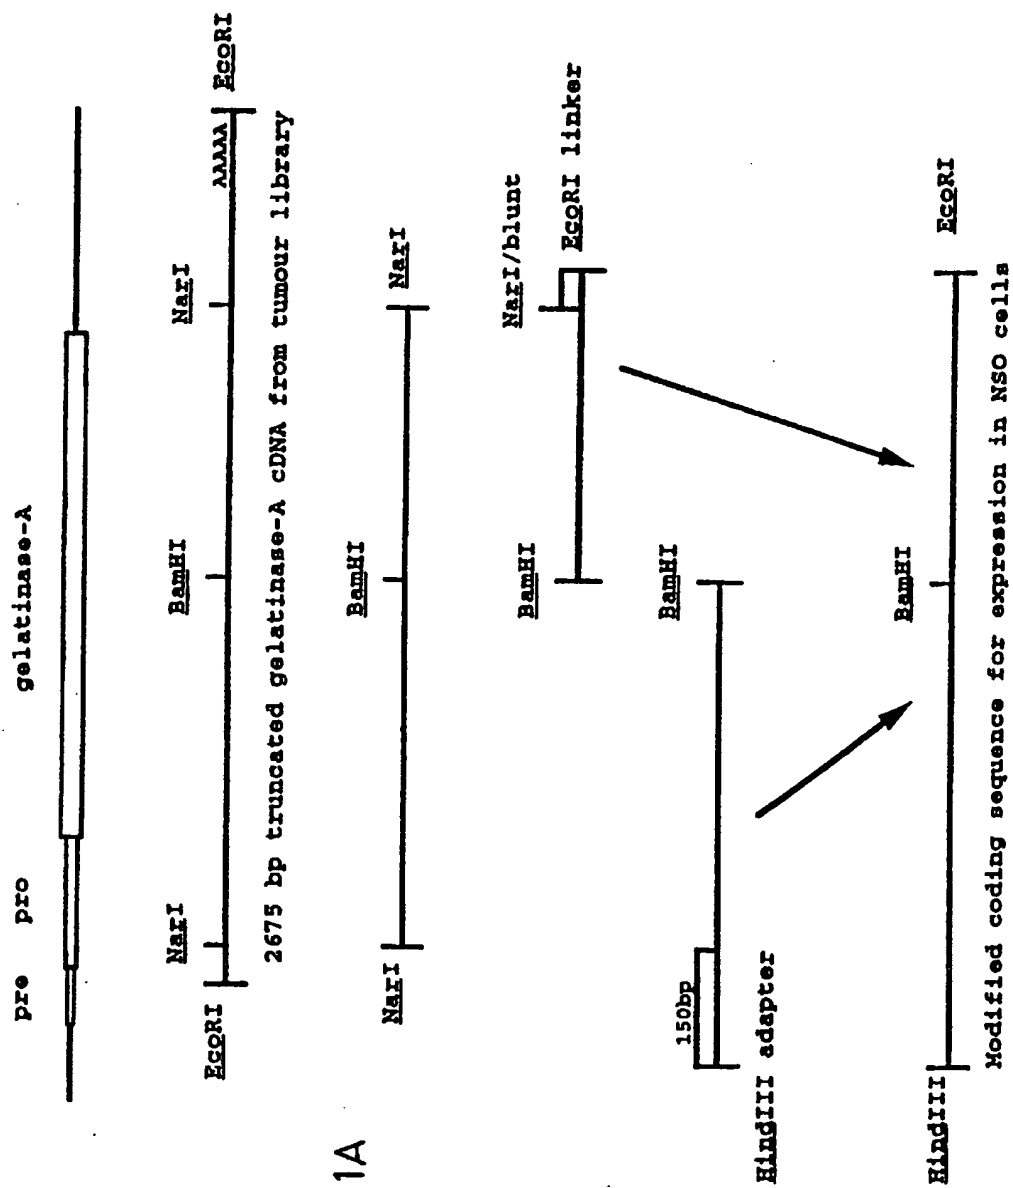 pre pro gelatinase-A
NarI BamHI NarI
EcoRI AAAAA EcoRI
2675 bp truncated gelatinase-A cDNA from tumour library
1A
BamHI
NarI NarI
NarI/blunt
BamHI EcoRI linker
150bp BamHI
HindIII adapter
BamHI
HindIII EcoRI
Modified coding sequence for expression in NSO cells